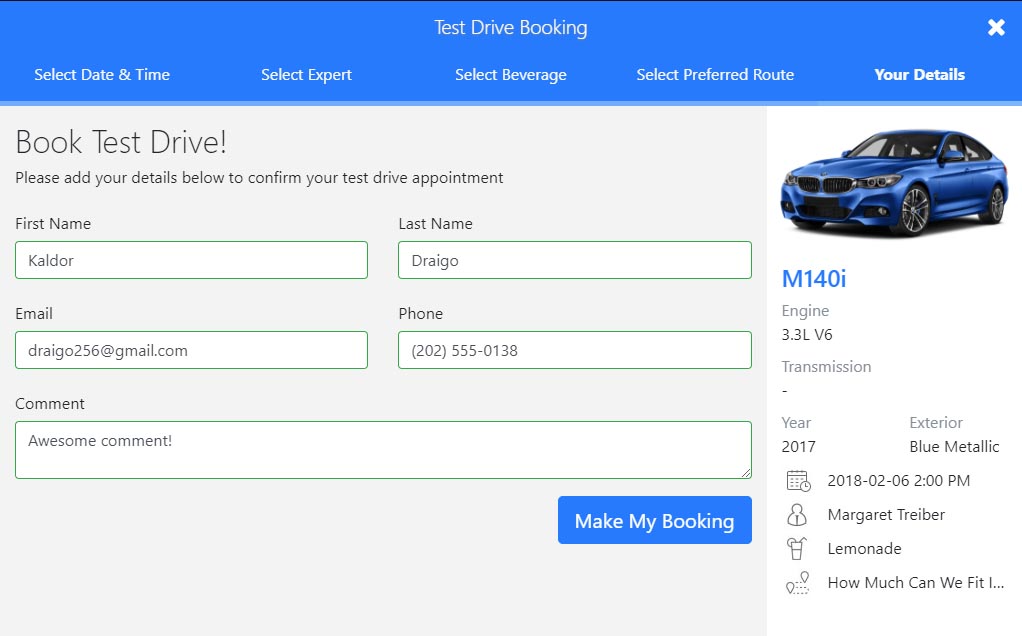 Test Drive Booking
Select Date & Time
Select Expert
Select Beverage
Select Preferred Route
Your Details
Book Test Drive!
Please add your details below to confirm your test drive appointment
First Name
Last Name
Kaldor
Draigo
Email
Phone
draigo256@gmail.com
(202) 555-0138
Comment
Awesome comment!
Make My Booking
M140i
Engine
3.3L V6
Transmission
-
Year
Exterior
2017
Blue Metallic
2018-02-06 2:00 PM
Margaret Treiber
Lemonade
How Much Can We Fit I...